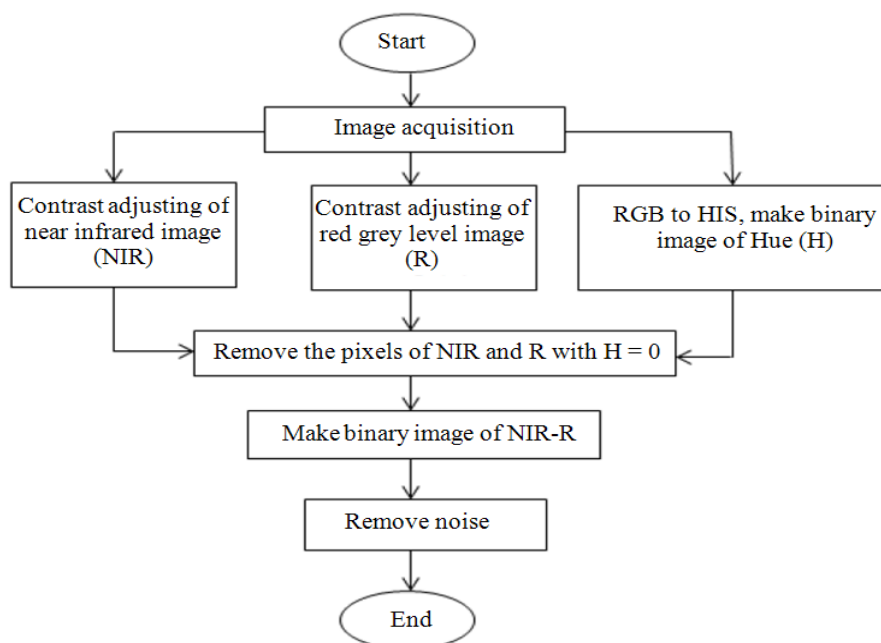 Start
Image acquisition
Contrast adjusting of
near infrared image
(NIR)
Contrast adjusting of
red grey level image
(R)
RGB to HIS, make binary
image of Hue (H)
Remove the pixels of NIR and R with H = 0
Make binary image of NIR-R
Remove noise
End